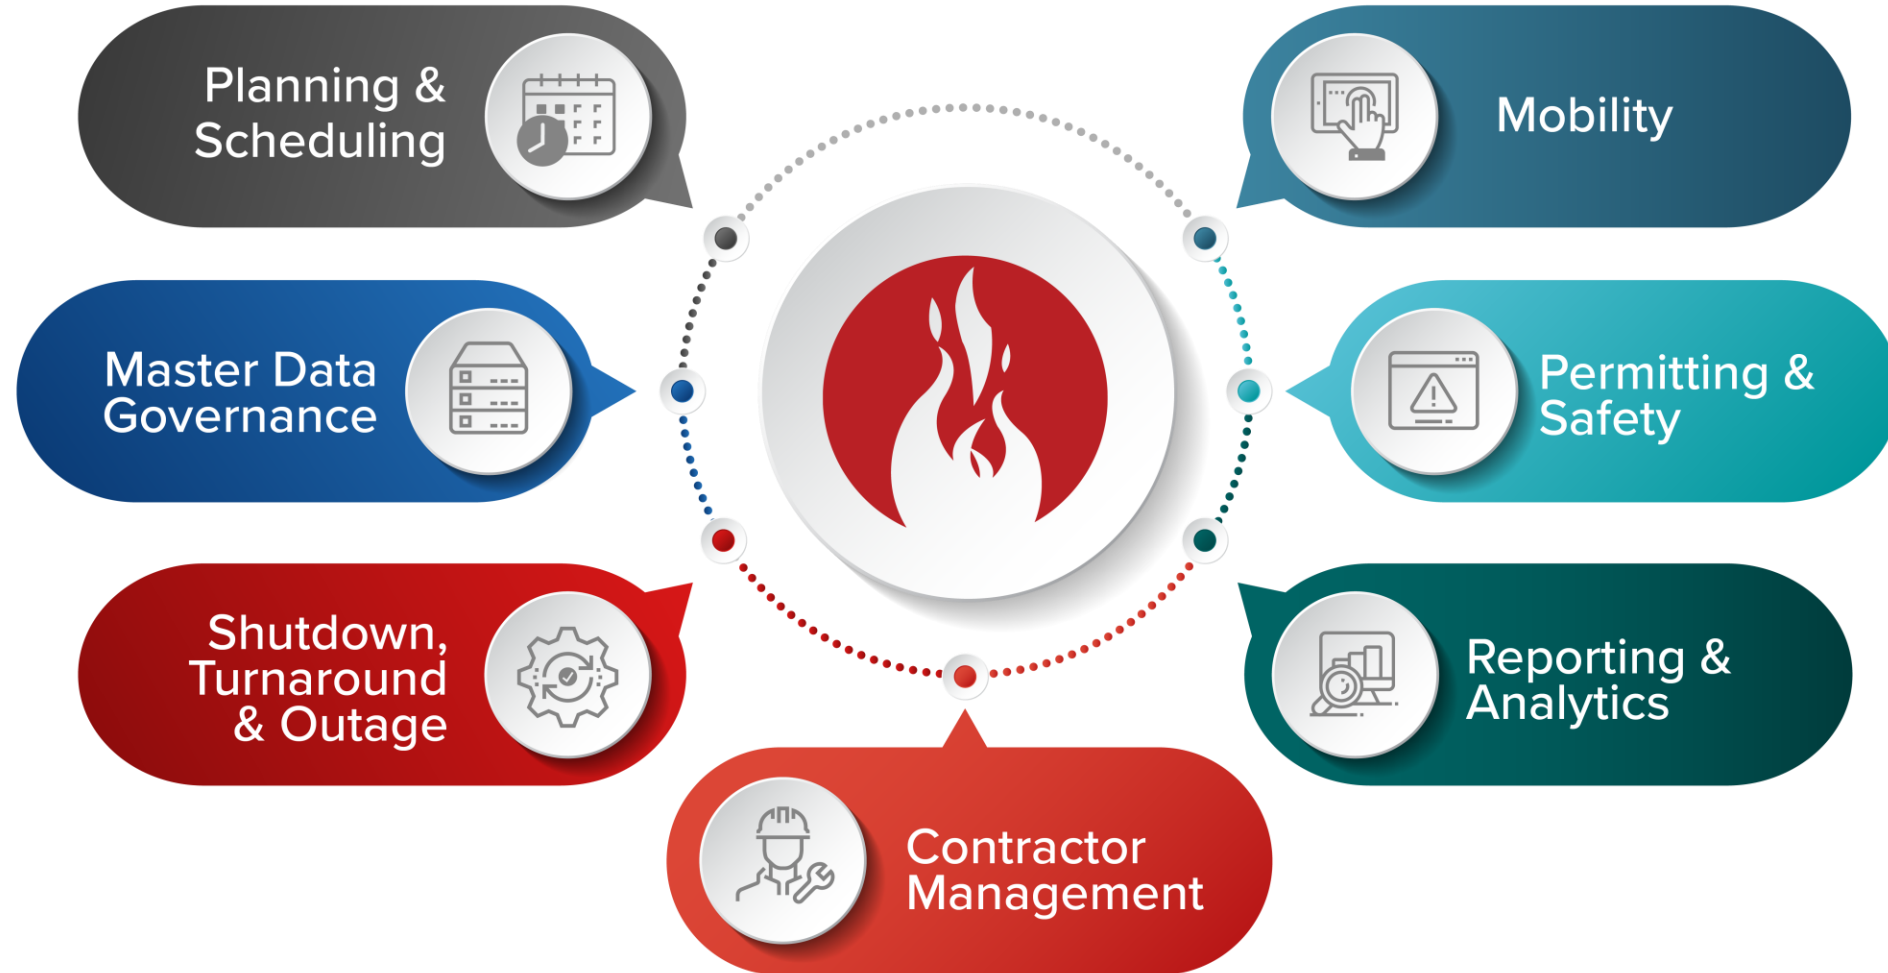 Planning &
Scheduling
Mobility
Master Data
Governance
Permitting &
Safety
Shutdown,
Turnaround
& Outage
Reporting &
Analytics
Contractor
Management